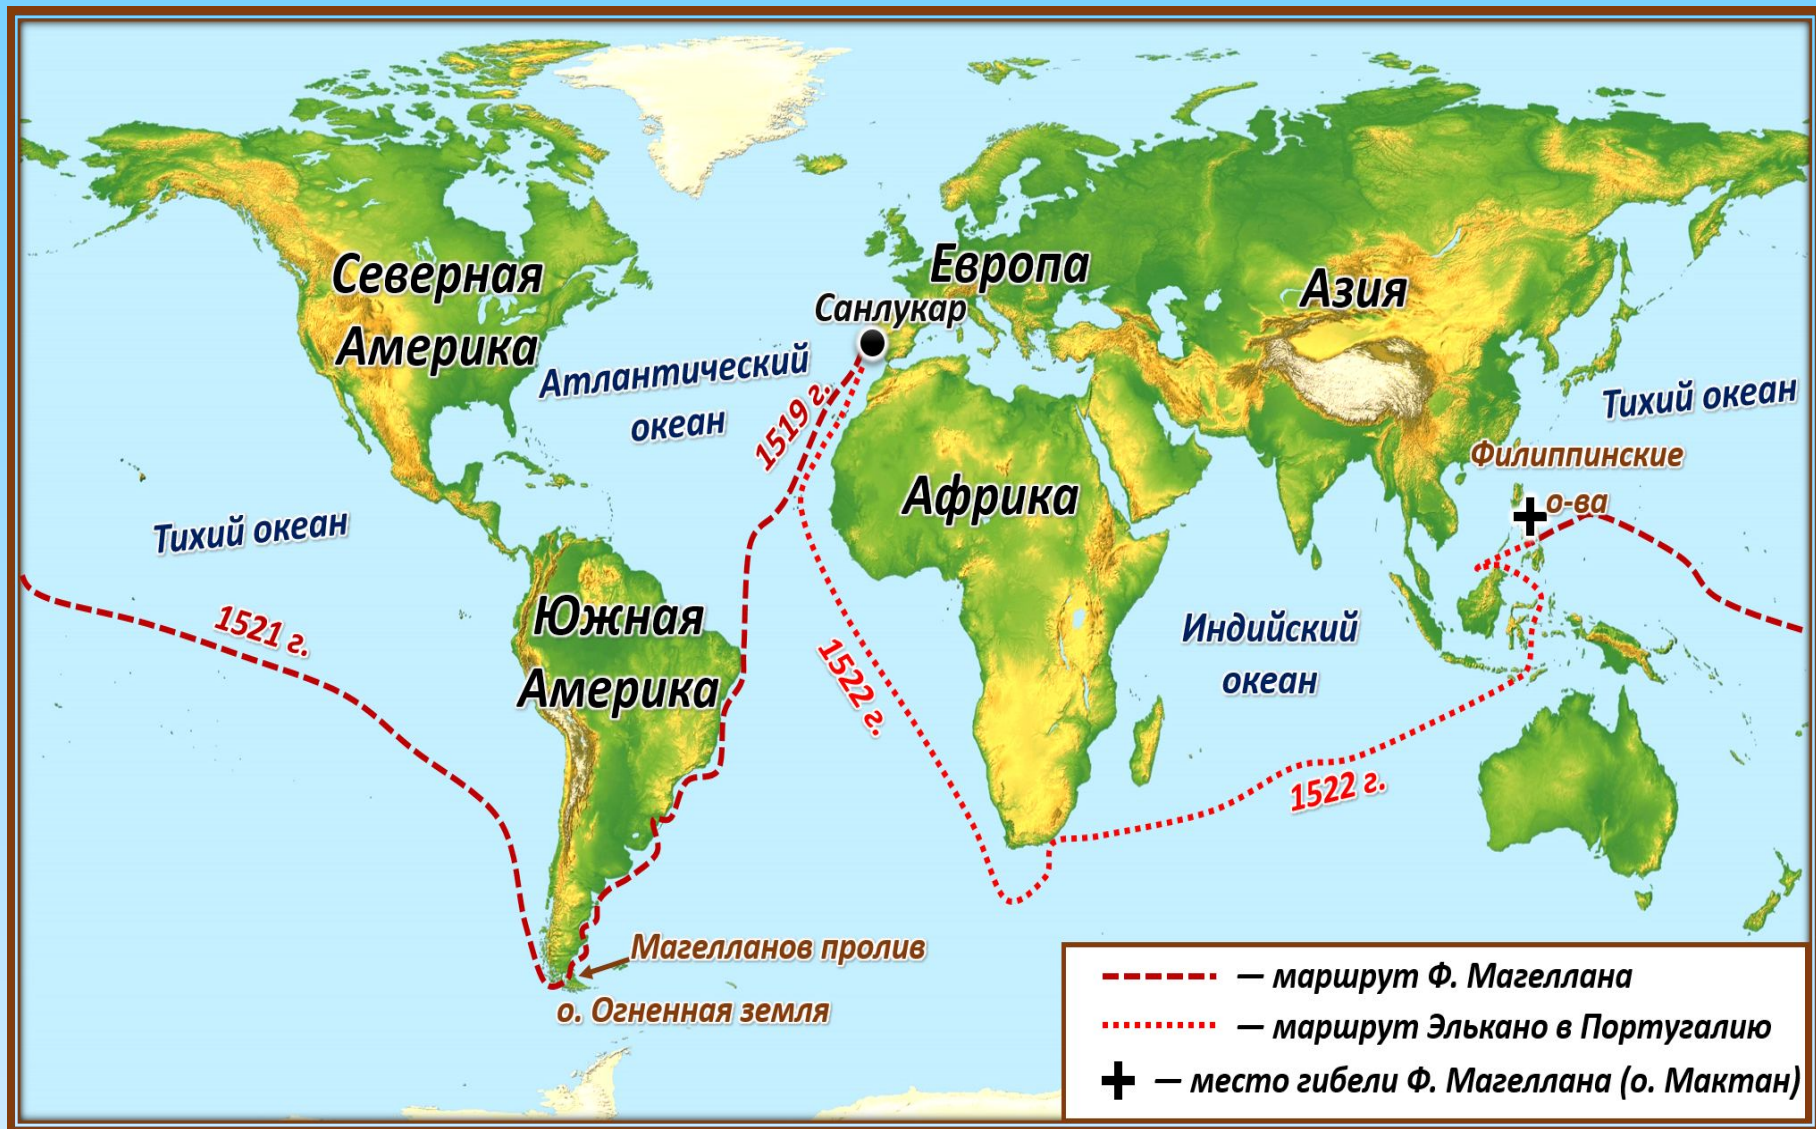 Северная
Америка
Европа
Азия
Санлукар
Атлантический
океан
1519 г.
Тихий океан
Филиппинские
о-ва
Африка
Тихий океан
Южная
Америка
1521 г.
1522 г.
Индийский
океан
1522 г.
Магелланов пролив
о. Огненная земля
— маршрут Ф. Магеллана
— маршрут Элькано в Португалию
— место гибели Ф. Магеллана (о. Мактан)